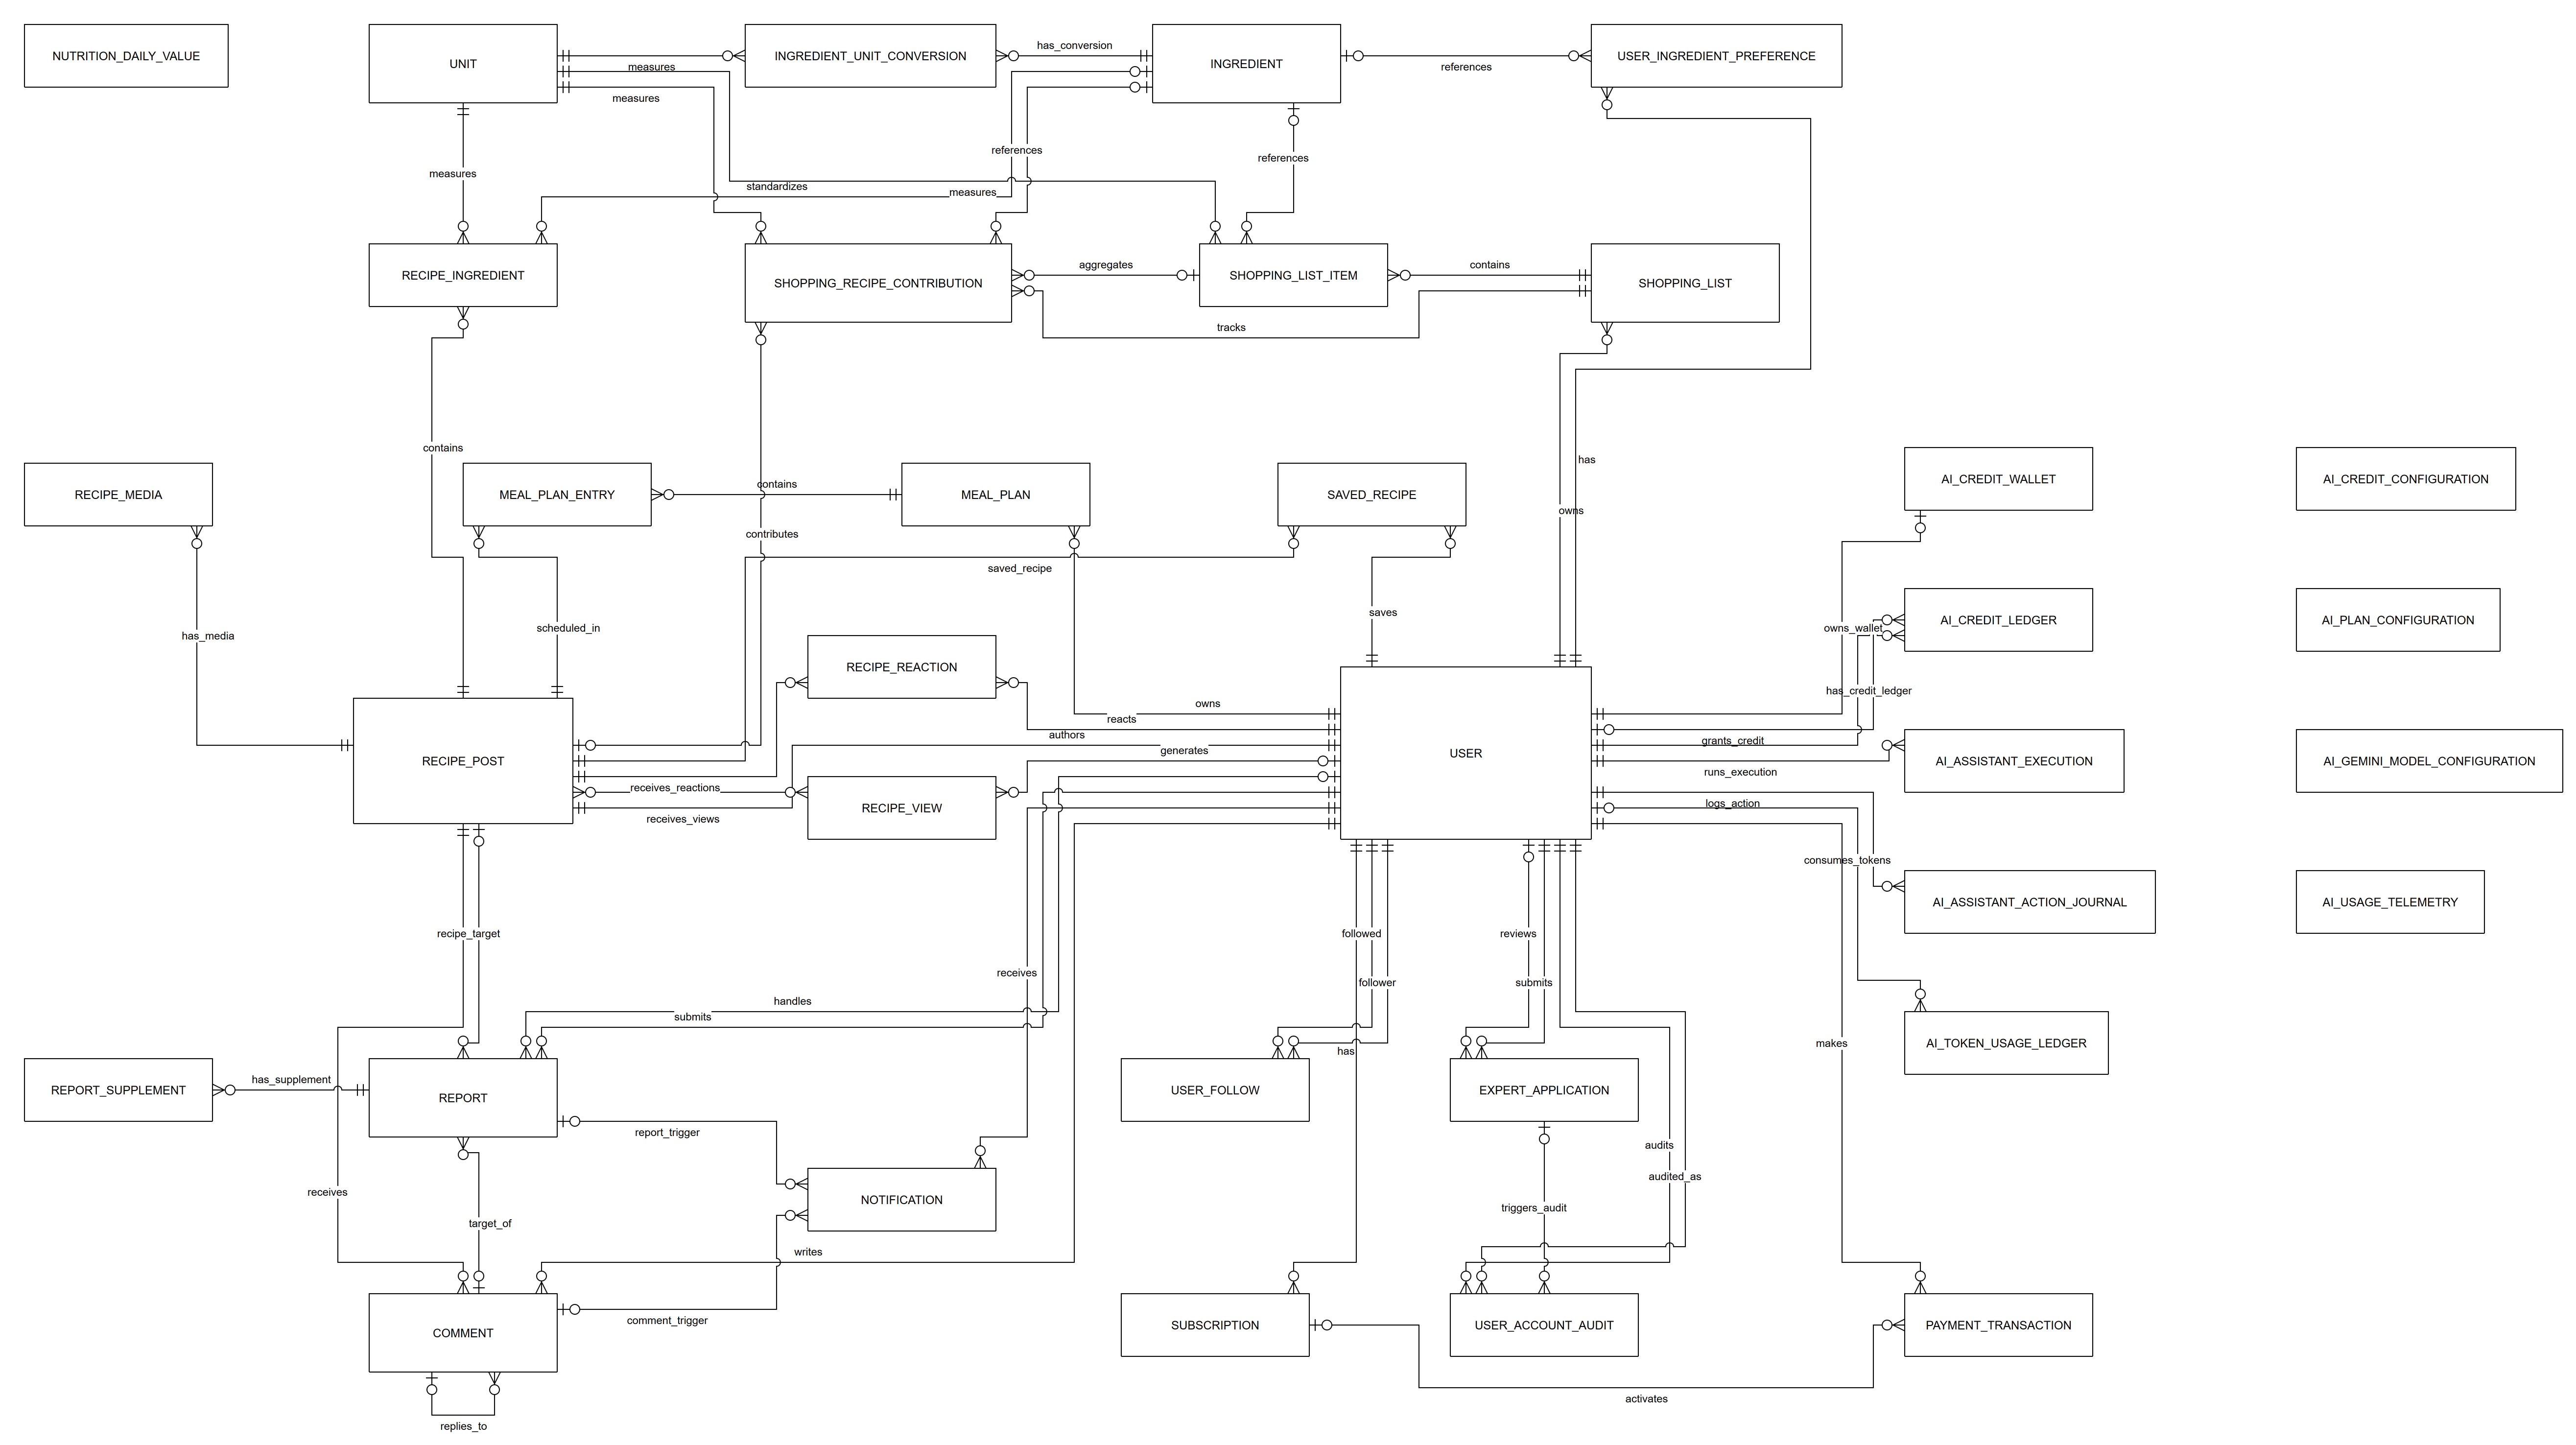 NUTRITION_DAILY_VALUE
UNIT
INGREDIENT_UNIT_CONVERSION
has_conversion
INGREDIENT
references
USER_INGREDIENT_PREFERENCE
measures
measures
references
references
measures
standardizes
measures
RECIPE_INGREDIENT
SHOPPING_RECIPE_CONTRIBUTION
aggregates
SHOPPING_LIST_ITEM
contains
SHOPPING_LIST
tracks
contains
has
RECIPE_MEDIA
MEAL_PLAN_ENTRY
contains
MEAL_PLAN
SAVED_RECIPE
owns
AI_CREDIT_WALLET
AI_CREDIT_CONFIGURATION
contributes
saved_recipe
saves
has_media
scheduled_in
owns_wallet
AI_CREDIT_LEDGER
AI_PLAN_CONFIGURATION
RECIPE_REACTION
has_credit_ledger
owns
reacts
authors
generates
grants_credit
RECIPE_POST
USER
runs_execution
AI_ASSISTANT_EXECUTION
AI_GEMINI_MODEL_CONFIGURATION
receives_reactions
RECIPE_VIEW
logs_action
receives_views
consumes_tokens
AI_ASSISTANT_ACTION_JOURNAL
AI_USAGE_TELEMETRY
recipe_target
followed
reviews
receives
follower
submits
handles
submits
has
makes
AI_TOKEN_USAGE_LEDGER
REPORT_SUPPLEMENT
has_supplement
REPORT
USER_FOLLOW
EXPERT_APPLICATION
report_trigger
audits
audited_as
receives
NOTIFICATION
triggers_audit
target_of
writes
comment_trigger
COMMENT
SUBSCRIPTION
USER_ACCOUNT_AUDIT
PAYMENT_TRANSACTION
activates
replies_to